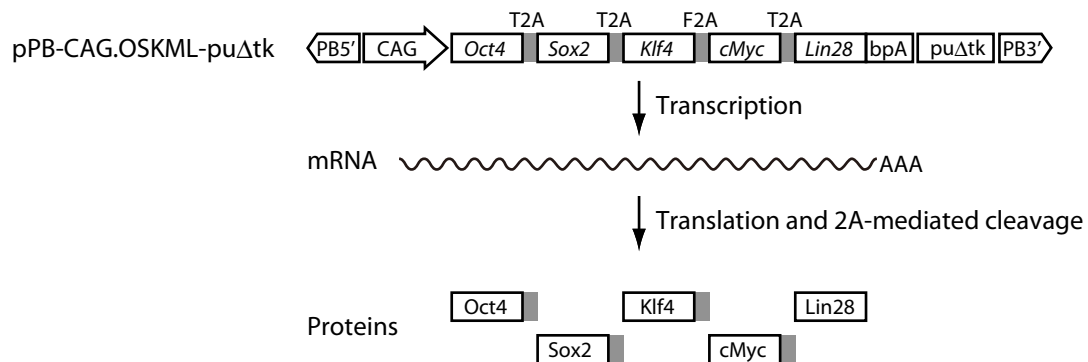 T2A T2A F2A T2A
pPB-CAG.OSKML-puΔtk PB5' CAG Oct4 Sox2 Klf4 cMyc Lin28 bpA puΔtk PB3'
Transcription
mRNA AAA
Translation and 2A-mediated cleavage
Oct4 Klf4 Lin28
Proteins
Sox2 cMyc